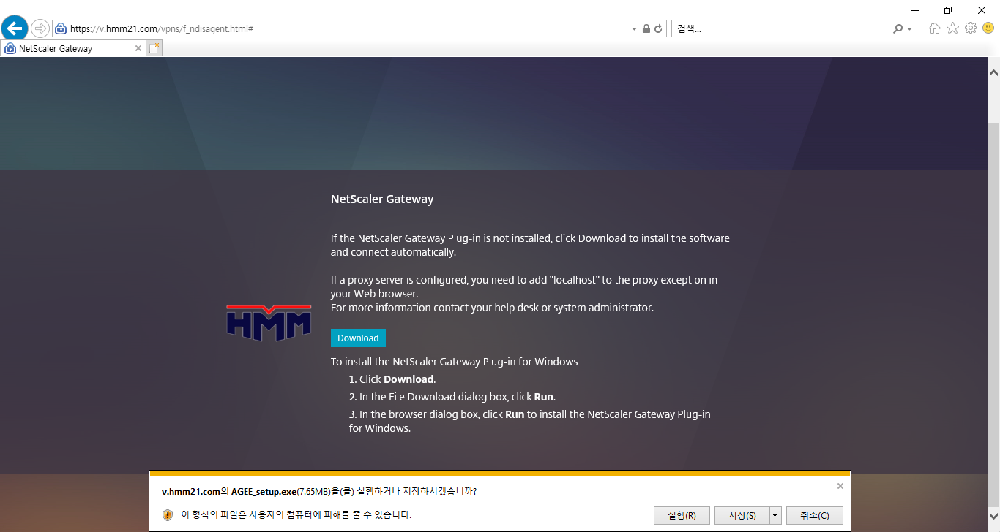 https://v.hmm21.com/vpns/f_ndisagent.html#
검색...
NetScaler Gateway
NetScaler Gateway
If the NetScaler Gateway Plug-in is not installed, click Download to install the software
and connect automatically.
If a proxy server is configured, you need to add "localhost" to the proxy exception in
your Web browser.
For more information contact your help desk or system administrator.
HMM
Download
To install the NetScaler Gateway Plug-in for Windows
1. Click Download.
2. In the File Download dialog box, click Run.
3. In the browser dialog box, click Run to install the NetScaler Gateway Plug-in
for Windows.
v.hmm21.com의 AGEE_setup.exe(7.65MB)을(를) 실행하거나 저장하시겠습니까?
이 형식의 파일은 사용자의 컴퓨터에 피해를 줄 수 있습니다.
실행(R) 저장(S) 취소(C)